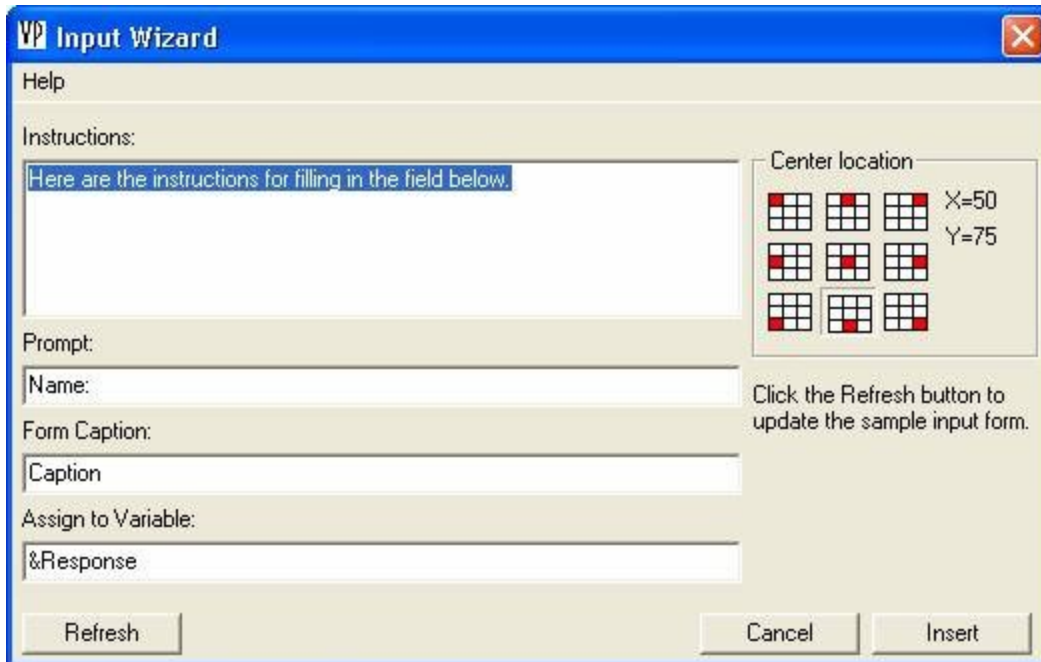 VP Input Wizard
Help
Instructions:
Here are the instructions for filling in the field below.
Center location
X=50
Y=75
Prompt:
Name:
Click the Refresh button to
update the sample input form.
Form Caption:
Caption
Assign to Variable:
&Response
Refresh
Cancel
Insert